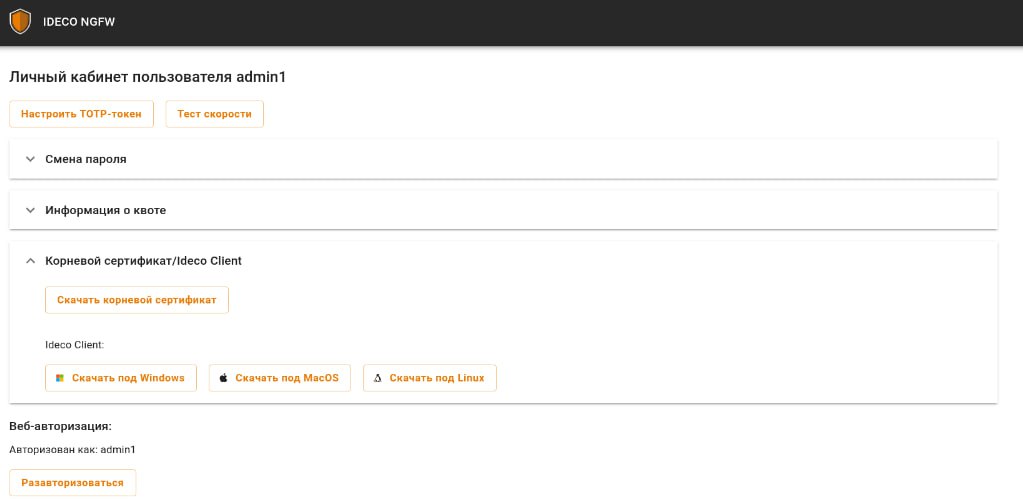 IDECO NGFW
Личный кабинет пользователя admin1
Настроить TOTP-токен Тест скорости
Смена пароля
Информация о квоте
Корневой сертификат/Ideco Client
Скачать корневой сертификат
Ideco Client:
Скачать под Windows Скачать под MacOS Скачать под Linux
Веб-авторизация:
Авторизован как: admin1
Разавторизоваться